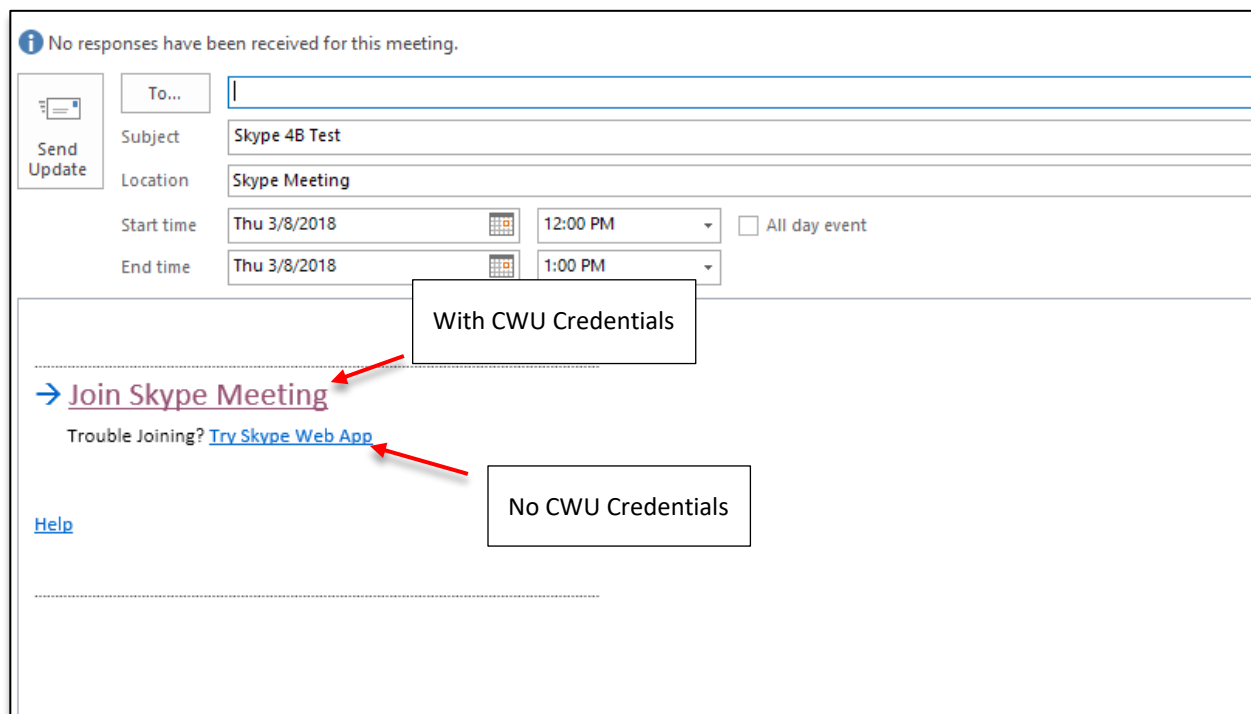 No responses have been received for this meeting.
To...
Send
Update
Subject
Skype 4B Test
Location
Skype Meeting
Start time
Thu 3/8/2018
12:00 PM
All day event
End time
Thu 3/8/2018
1:00 PM
With CWU Credentials
→ Join Skype Meeting
Trouble Joining? Try Skype Web App
No CWU Credentials
Help